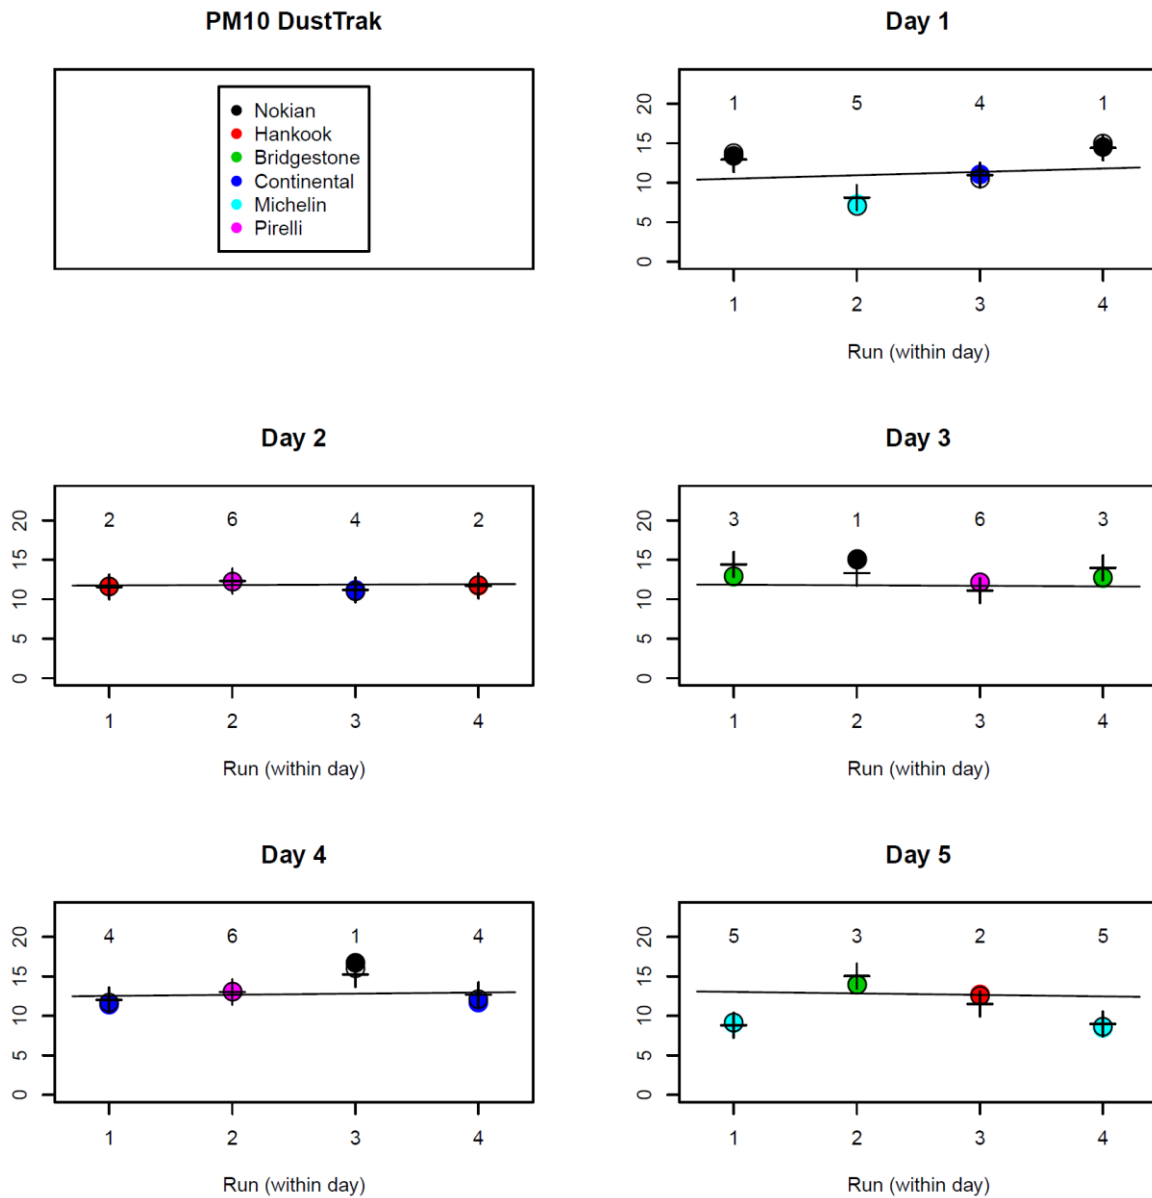 PM10 DustTrak
Nokian
Hankook
Bridgestone
Continental
Michelin
Pirelli
Day 1
1 5 4 1
20
15
10
5
0
1 2 3 4
Run (within day)
Day 2
2 6 4 2
20
15
10
5
0
1 2 3 4
Run (within day)
Day 3
3 1 6 3
20
15
10
5
0
1 2 3 4
Run (within day)
Day 4
4 6 1 4
20
15
10
5
0
1 2 3 4
Run (within day)
Day 5
5 3 2 5
20
15
10
5
0
1 2 3 4
Run (within day)